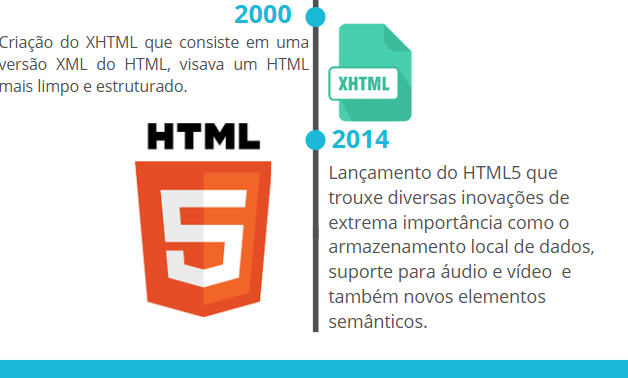 2000
Criação do XHTML que consiste em uma
versão XML do HTML, visava um HTML
mais limpo e estruturado.
XHTML
HTML
5
2014
Lançamento do HTML5 que
trouxe diversas inovações de
extrema importância como o
armazenamento local de dados,
suporte para áudio e vídeo e
também novos elementos
semânticos.